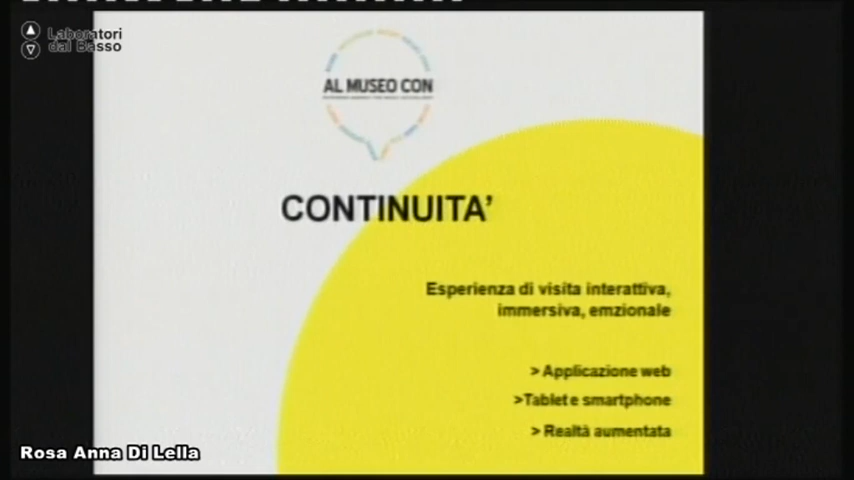 Laboratori
dal Basso
AL MUSEO CON
CONTINUITA'
Esperienza di visita interattiva,
immersiva, emzionale
> Applicazione web
>Tablet e smartphone
> Realtà aumentata
Rosa Anna Di Lella